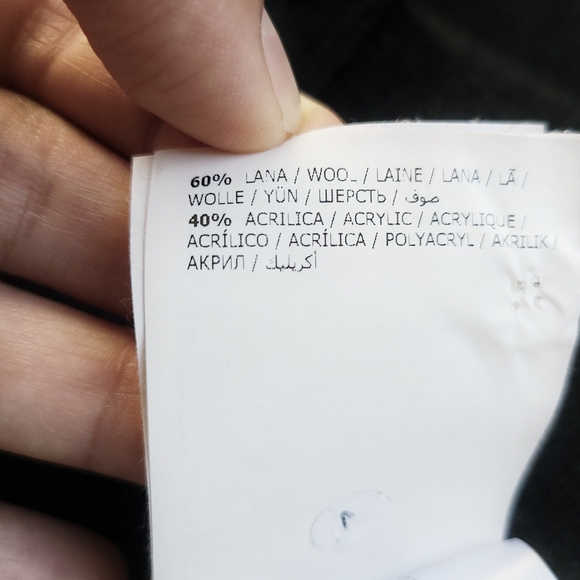 60% LANA / WOOL / LAINE / LANA / LÃ /
WOLLE / YÜN / ШЕРСТЬ / صوف
40% ACRILICA / ACRYLIC / ACRYLIQUE /
ACRÍLICO / ACRÍLICA / POLYACRYL / AKRILIK /
АКРИЛ / أكريليك